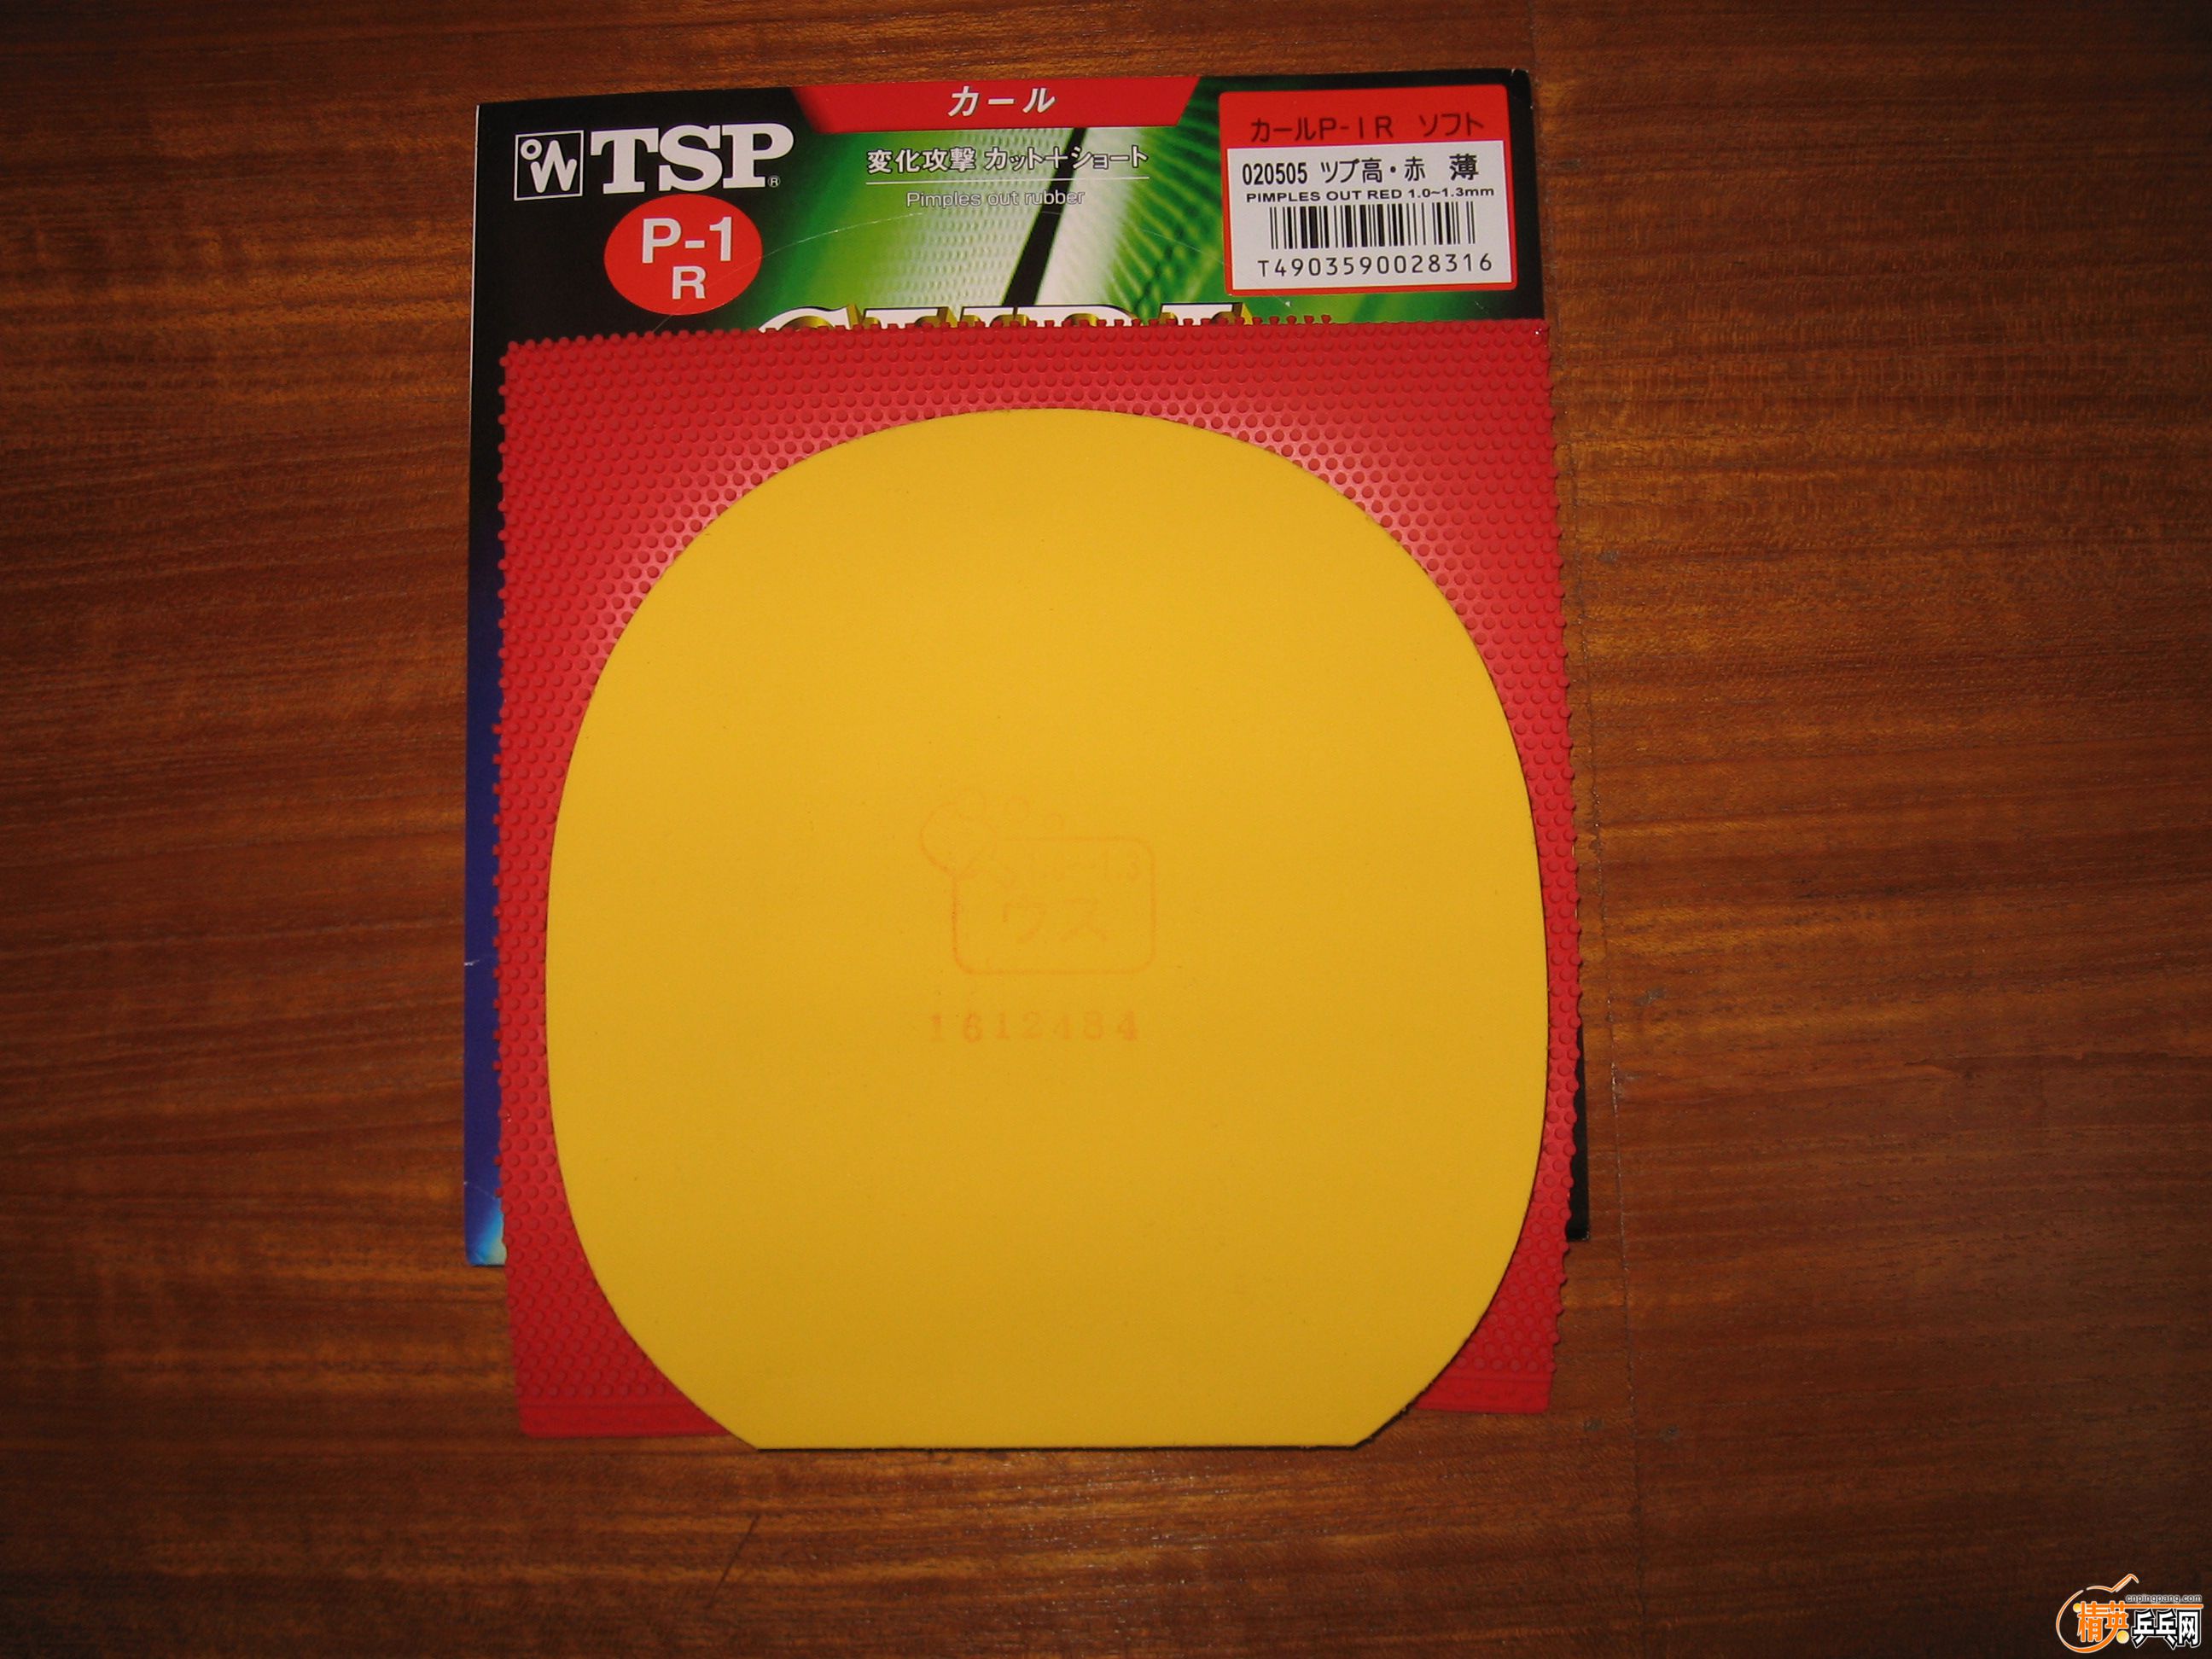 カール
TSP®
変化攻撃 カット＋ショート
Pimples out rubber
P-1
R
カールP-1R ソフト
020505 ツブ高・赤 薄
PIMPLES OUT RED 1.0~1.3mm
T4903590028316
ウス
1612484
cnpingpang.com
精英乒乓网